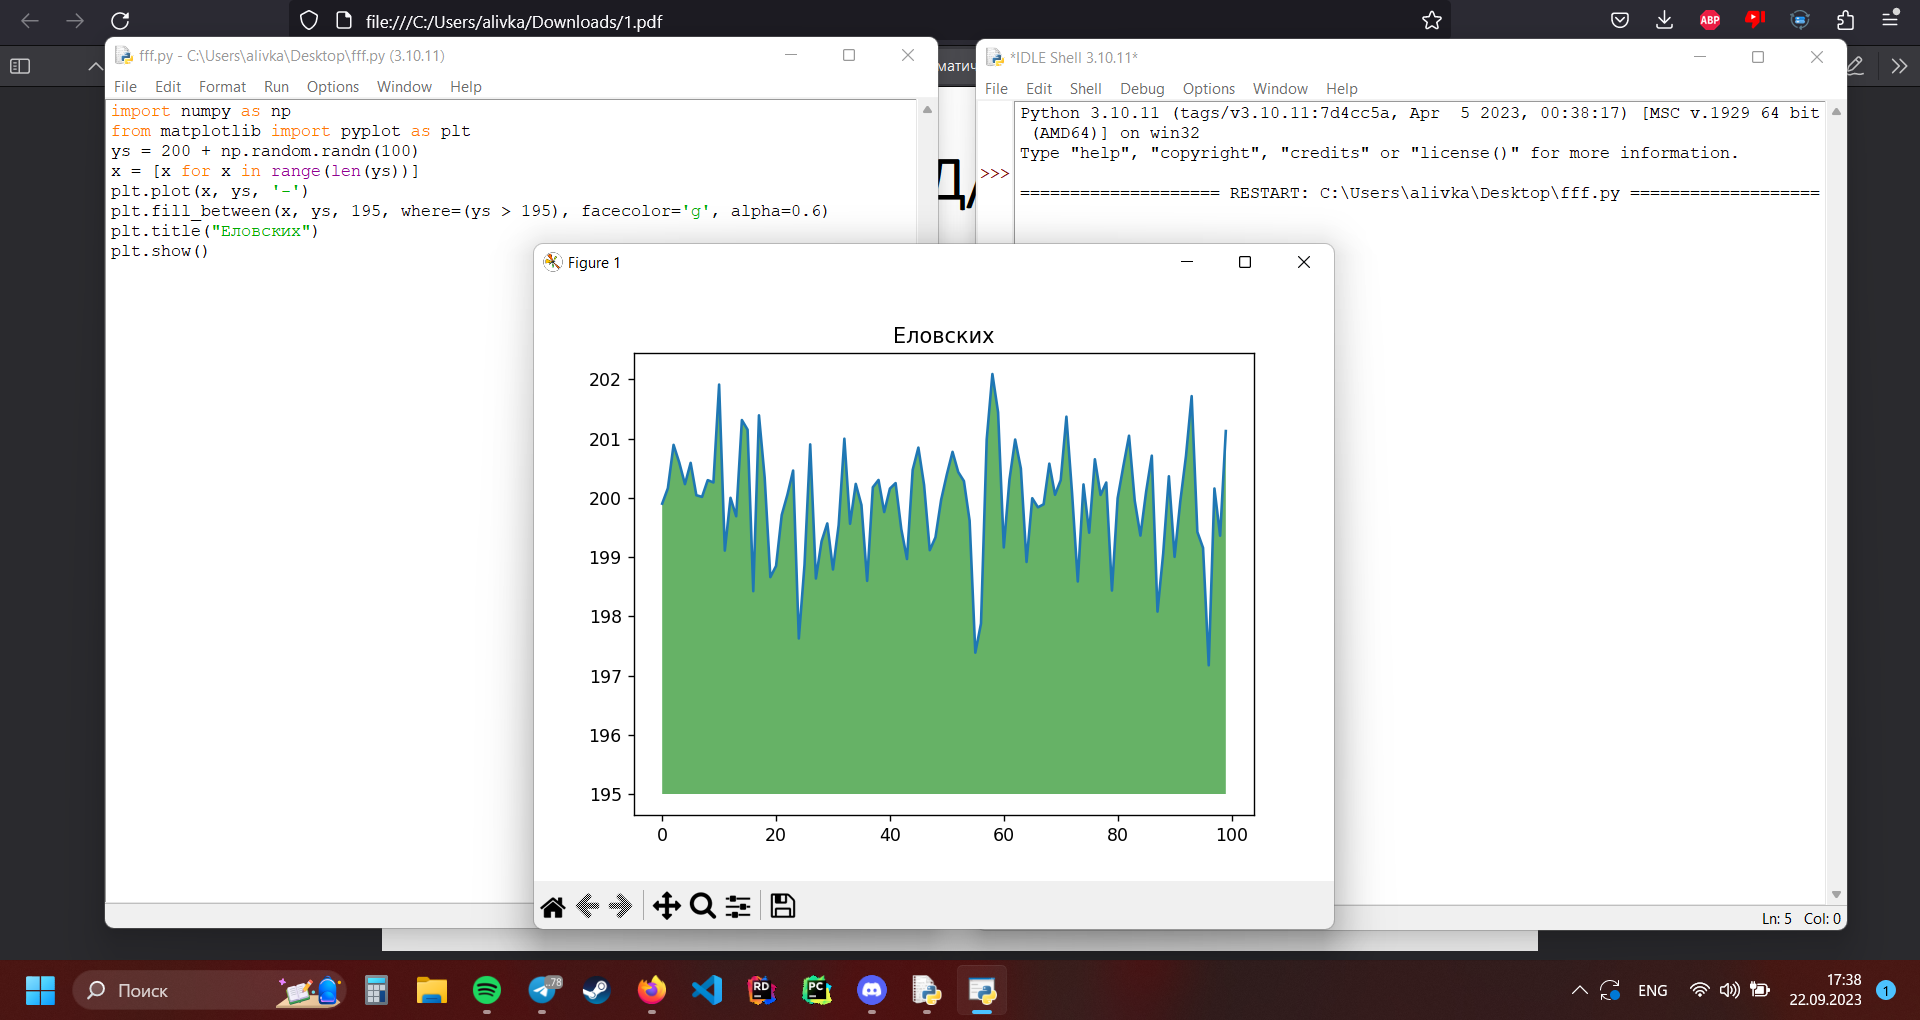 file:///C:/Users/alivka/Downloads/1.pdf
ABP
fff.py - C:\Users\alivka\Desktop\fff.py (3.10.11)
File Edit Format Run Options Window Help
import numpy as np
from matplotlib import pyplot as plt
ys = 200 + np.random.randn(100)
x = [x for x in range(len(ys))]
plt.plot(x, ys, '-')
plt.fill_between(x, ys, 195, where=(ys > 195), facecolor='g', alpha=0.6)
plt.title("Еловских")
plt.show()
*IDLE Shell 3.10.11*
File Edit Shell Debug Options Window Help
Python 3.10.11 (tags/v3.10.11:7d4cc5a, Apr  5 2023, 00:38:17) [MSC v.1929 64 bit
(AMD64)] on win32
Type "help", "copyright", "credits" or "license()" for more information.
>>>
==================== RESTART: C:\Users\alivka\Desktop\fff.py ===================
Figure 1
Еловских
202
201
200
199
198
197
196
195
0 20 40 60 80 100
Ln: 5 Col: 0
Поиск
..78
RD
PC
ENG
17:38
22.09.2023
1